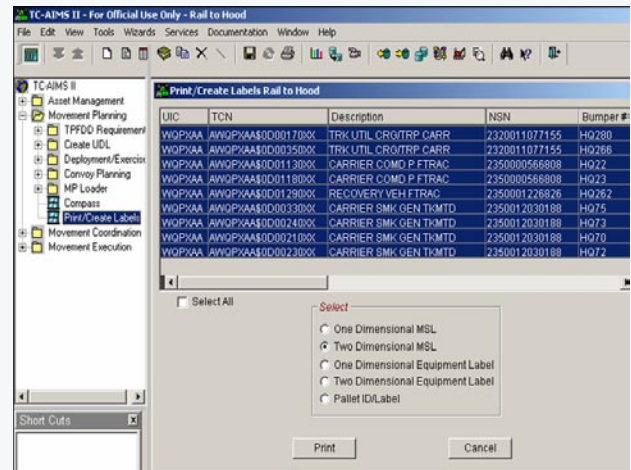 TC-AIMS II - For Official Use Only - Rail to Hood
File Edit View Tools Wizards Services Documentation Window Help
TC-AIMS II
Asset Management
Movement Planning
TPFDD Requirement
Create UDL
Deployment/Exercise
Convoy Planning
MP Loader
Compass
Print/Create Labels
Movement Coordination
Movement Execution
Short Cuts
Print/Create Labels Rail to Hood
UIC TCN Description NSN Bumper #
WQPXAA AWQPXAA$0D00170XX TRK UTIL CRG/TRP CARR 2320011077155 HQ280
WQPXAA AWQPXAA$0D00350XX TRK UTIL CRG/TRP CARR 2320011077155 HQ266
WQPXAA AWQPXAA$0D01130XX CARRIER COMD P FTRAC 2350000566808 HQ22
WQPXAA AWQPXAA$0D01180XX CARRIER COMD P FTRAC 2350000566808 HQ23
WQPXAA AWQPXAA$0D01290XX RECOVERY VEH FTRAC 2350001226826 HQ262
WQPXAA AWQPXAA$0D00330XX CARRIER SMK GEN TKMTD 2350012030188 HQ75
WQPXAA AWQPXAA$0D00240XX CARRIER SMK GEN TKMTD 2350012030188 HQ73
WQPXAA AWQPXAA$0D00210XX CARRIER SMK GEN TKMTD 2350012030188 HQ70
WQPXAA AWQPXAA$0D00230XX CARRIER SMK GEN TKMTD 2350012030188 HQ72
Select All
Select
One Dimensional MSL
Two Dimensional MSL
One Dimensional Equipment Label
Two Dimensional Equipment Label
Pallet ID/Label
Print Cancel